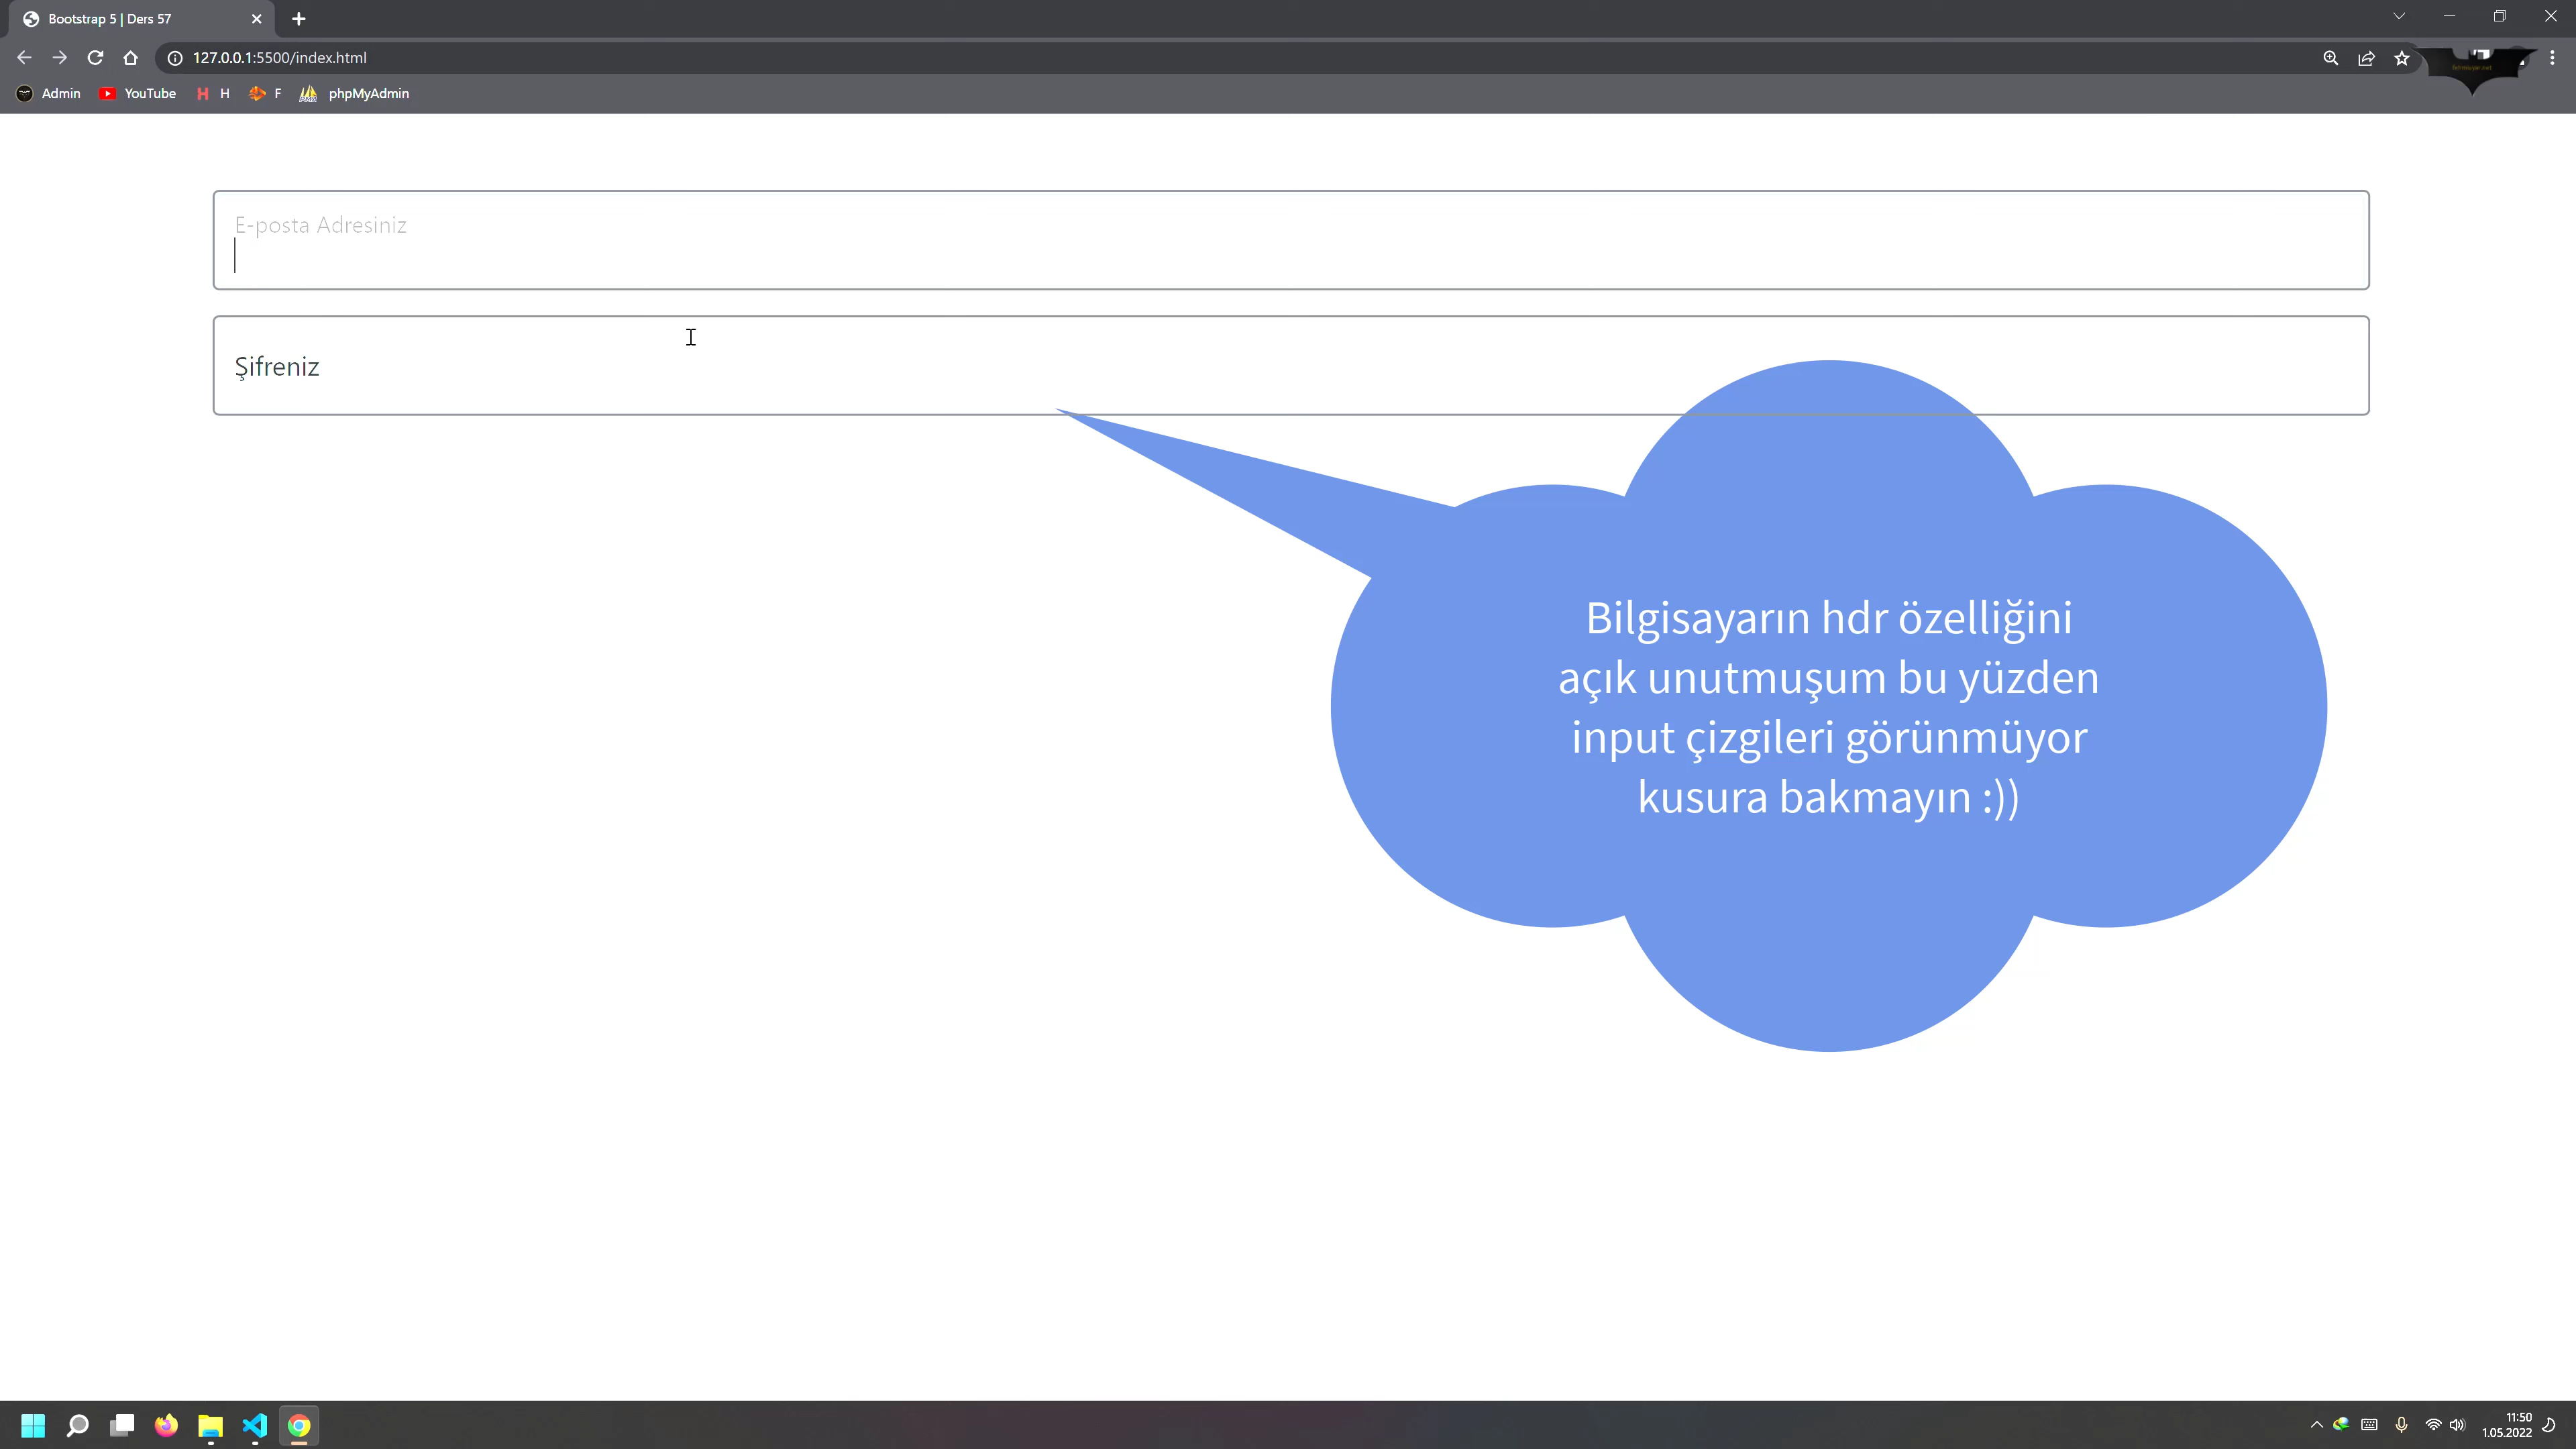 Bootstrap 5 | Ders 57
127.0.0.1:5500/index.html
Admin YouTube H F phpMyAdmin
E-posta Adresiniz
Şifreniz
Bilgisayarın hdr özelliğini
açık unutmuşum bu yüzden
input çizgileri görünmüyor
kusura bakmayın :))
11:50
1.05.2022